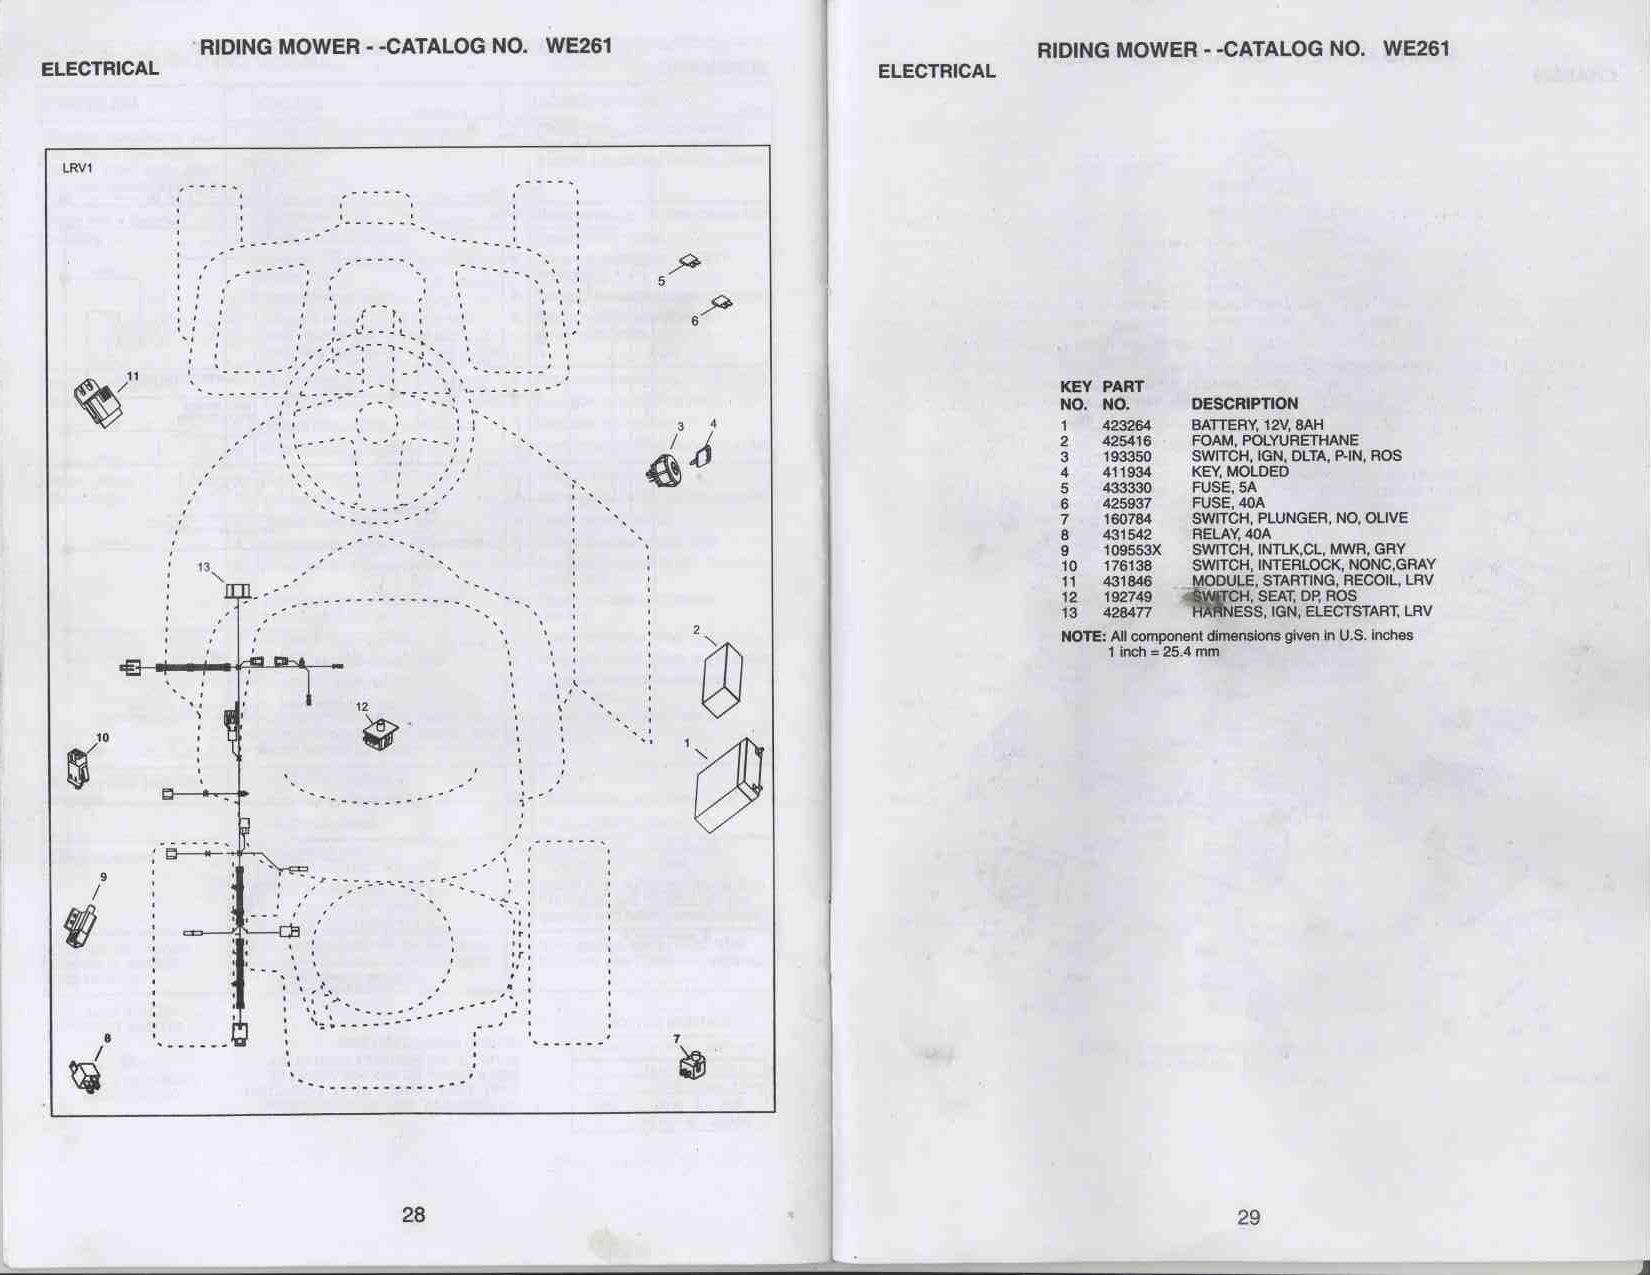 RIDING MOWER - -CATALOG NO. WE261
ELECTRICAL
LRV1
5
6
11
3 4
13
2
12
10
1
9
8
7
28
RIDING MOWER - -CATALOG NO. WE261
ELECTRICAL
KEY PART
NO. NO. DESCRIPTION
1 423264 BATTERY, 12V, 8AH
2 425416 FOAM, POLYURETHANE
3 193350 SWITCH, IGN, DLTA, P-IN, ROS
4 411934 KEY, MOLDED
5 433330 FUSE, 5A
6 425937 FUSE, 40A
7 160784 SWITCH, PLUNGER, NO, OLIVE
8 431542 RELAY, 40A
9 109553X SWITCH, INTLK,CL, MWR, GRY
10 176138 SWITCH, INTERLOCK, NONC,GRAY
11 431846 MODULE, STARTING, RECOIL, LRV
12 192749 SWITCH, SEAT, DP, ROS
13 428477 HARNESS, IGN, ELECTSTART, LRV
NOTE: All component dimensions given in U.S. inches
1 inch = 25.4 mm
29